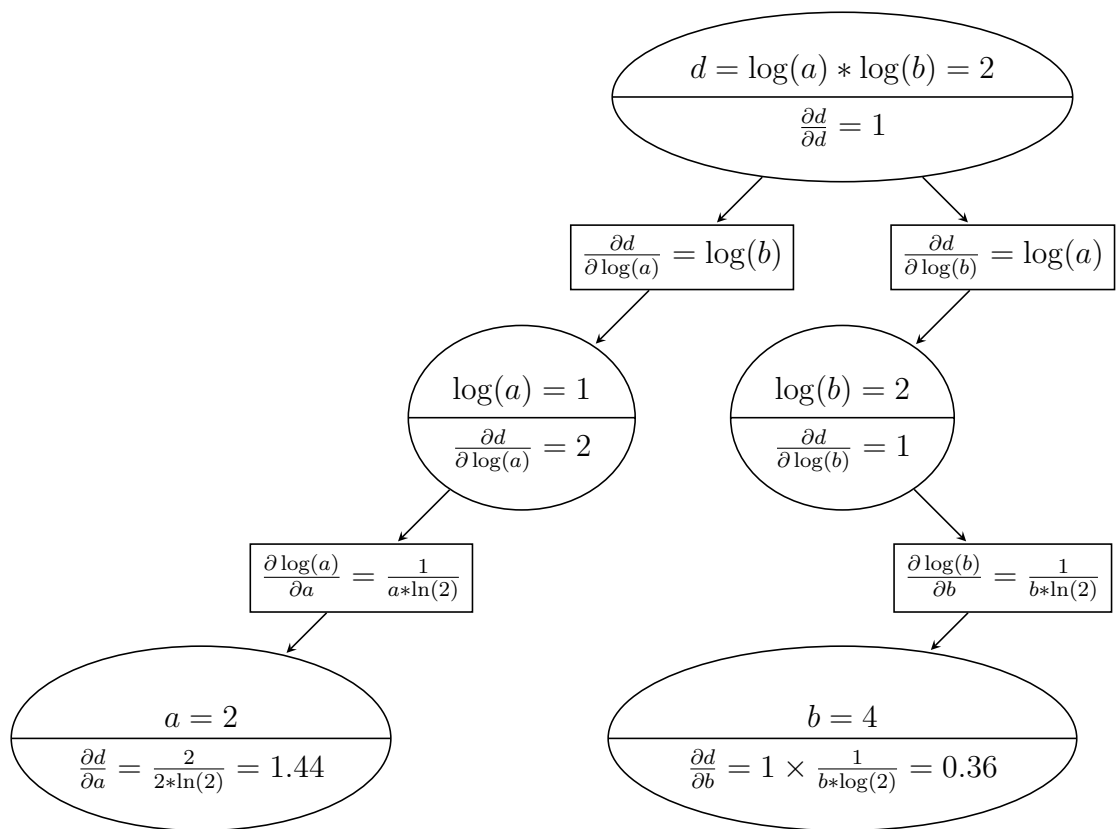 d = log(a) ∗ log(b) = 2
∂d/∂d = 1
∂d/∂ log(a) = log(b)
∂d/∂ log(b) = log(a)
log(a) = 1
∂d/∂ log(a) = 2
log(b) = 2
∂d/∂ log(b) = 1
∂ log(a)/∂a = 1/a∗ln(2)
∂ log(b)/∂b = 1/b∗ln(2)
a = 2
∂d/∂a = 2/2∗ln(2) = 1.44
b = 4
∂d/∂b = 1 × 1/b∗log(2) = 0.36